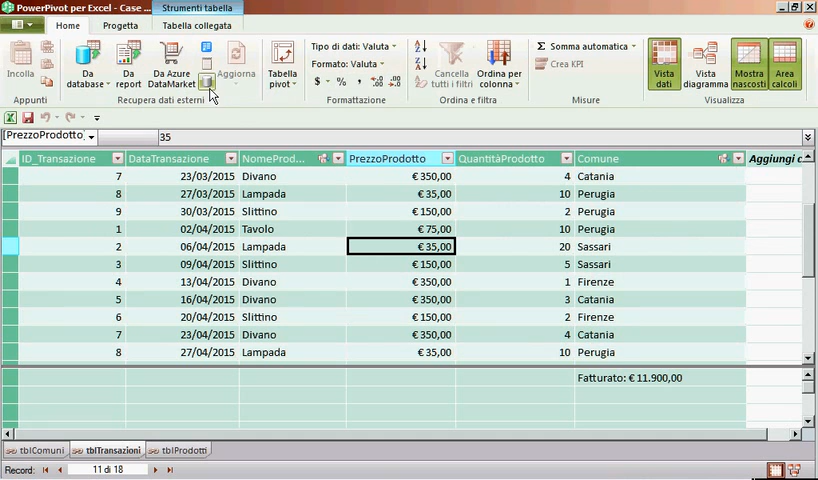 PowerPivot per Excel - Case ...
Strumenti tabella
Home
Progetta
Tabella collegata
Incolla
Da database
Da report
Da Azure DataMarket
Aggiorna
Tabella pivot
Tipo di dati: Valuta
Formato: Valuta
$ % ,
Cancella tutti i filtri
Ordina per colonna
Somma automatica
Crea KPI
Vista dati
Vista diagramma
Mostra nascosti
Area calcoli
Appunti
Recupera dati esterni
Formattazione
Ordina e filtra
Misure
Visualizza
[PrezzoProdotto]
35
ID_Transazione DataTransazione NomeProd... PrezzoProdotto QuantitàProdotto Comune Aggiungi c
7 23/03/2015 Divano € 350,00 4 Catania
8 27/03/2015 Lampada € 35,00 10 Perugia
9 30/03/2015 Slittino € 150,00 2 Perugia
1 02/04/2015 Tavolo € 75,00 10 Perugia
2 06/04/2015 Lampada € 35,00 20 Sassari
3 09/04/2015 Slittino € 150,00 5 Sassari
4 13/04/2015 Divano € 350,00 1 Firenze
5 16/04/2015 Divano € 350,00 3 Catania
6 20/04/2015 Slittino € 150,00 2 Firenze
7 23/04/2015 Divano € 350,00 4 Catania
8 27/04/2015 Lampada € 35,00 10 Perugia
Fatturato: € 11.900,00
tblComuni
tblTransazioni
tblProdotti
Record: 11 di 18